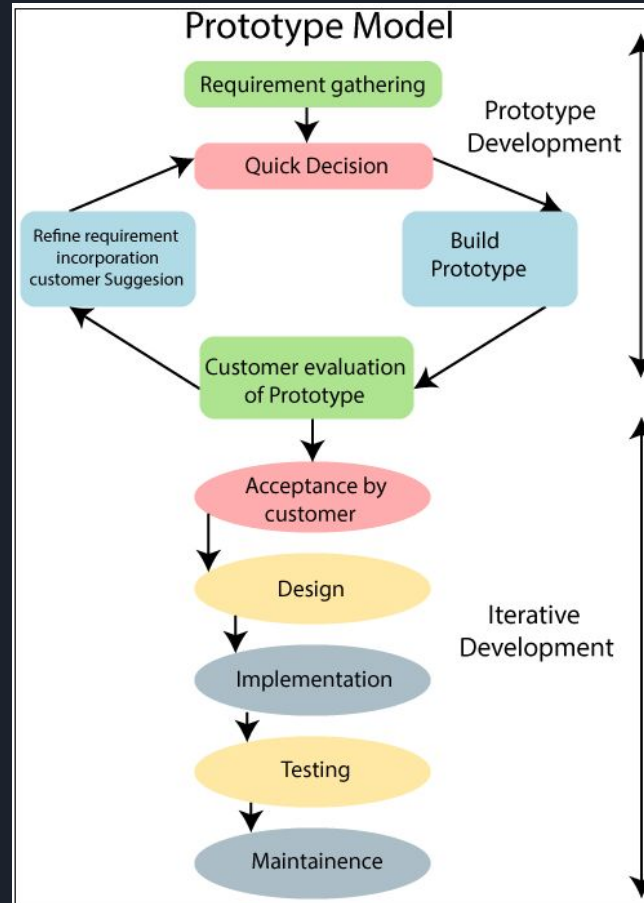 Prototype Model
Requirement gathering
Prototype
Development
Quick Decision
Refine requirement
incorporation
customer Suggesion
Build
Prototype
Customer evaluation
of Prototype
Acceptance by
customer
Design
Iterative
Development
Implementation
Testing
Maintainence